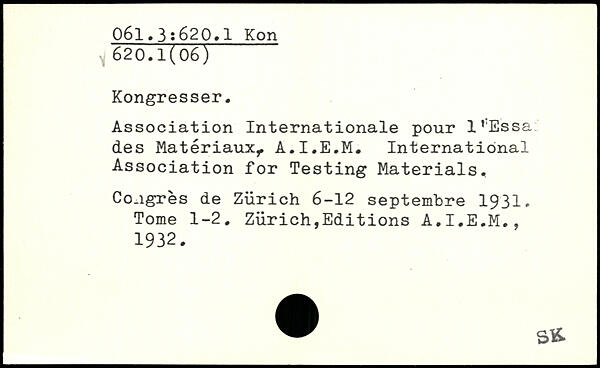 061.3:620.1 Kon
620.1(06)
Kongresser.
Association Internationale pour l'Essai
des Matériaux, A.I.E.M. International
Association for Testing Materials.
Congrès de Zürich 6-12 septembre 1931.
Tome 1-2. Zürich,Editions A.I.E.M.,
1932.
SK